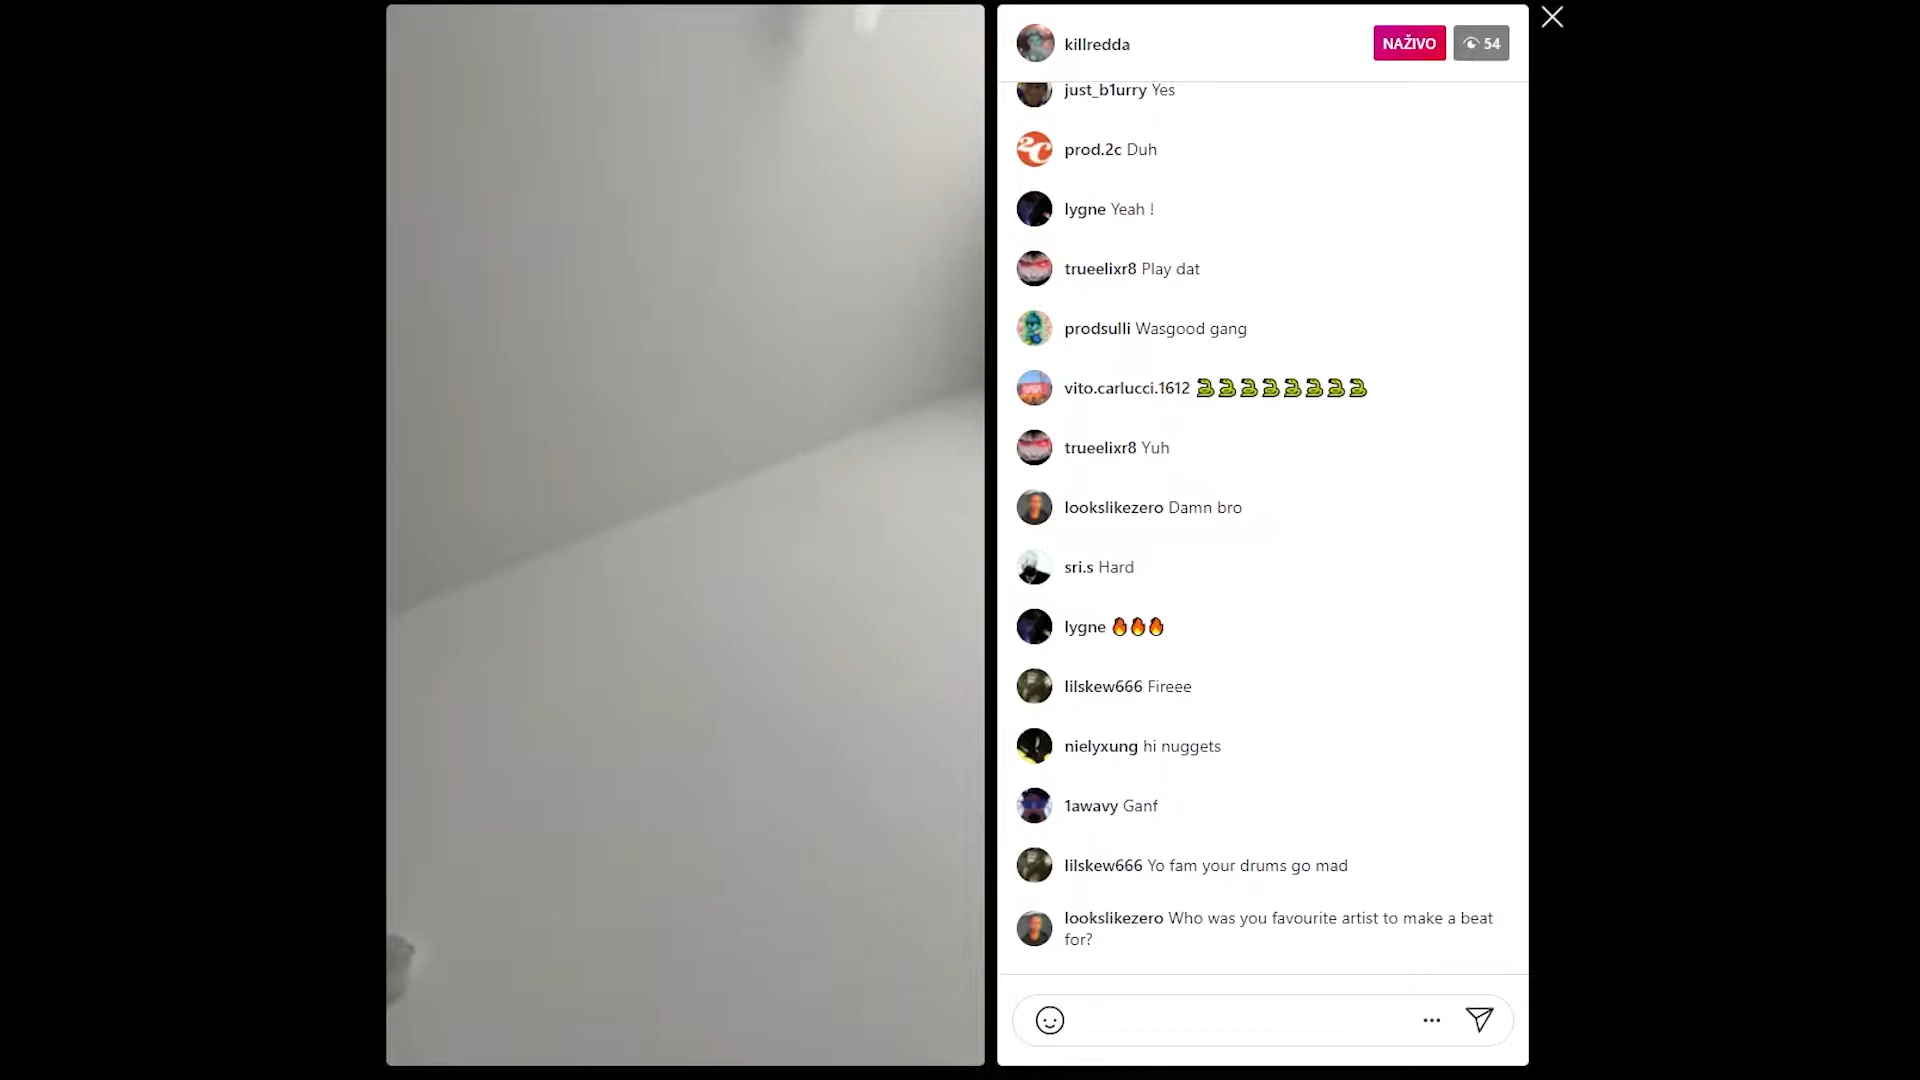 killredda
NAŽIVO
54
just_b1urry Yes
prod.2c Duh
lygne Yeah !
trueelixr8 Play dat
prodsulli Wasgood gang
vito.carlucci.1612 🐍🐍🐍🐍🐍🐍🐍🐍
trueelixr8 Yuh
lookslikezero Damn bro
sri.s Hard
lygne 🔥🔥🔥
lilskew666 Fireee
nielyxung hi nuggets
1awavy Ganf
lilskew666 Yo fam your drums go mad
lookslikezero Who was you favourite artist to make a beat
for?